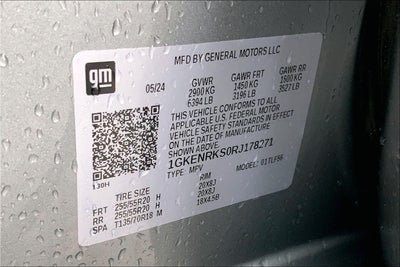 gm
MFD BY GENERAL MOTORS LLC
05/24 GVWR GAWR FRT GAWR RR
2900 KG 1450 KG 1600 KG
6394 LB 3196 LB 3527 LB
THIS VEHICLE CONFORMS TO ALL
APPLICABLE U.S. FEDERAL MOTOR
VEHICLE SAFETY STANDARDS IN EFFECT
ON THE DATE OF MANUFACTURE SHOWN ABOVE
1GKENRKS0RJ178271
TYPE: MPV MODEL: 01TLF56
130H
TIRE SIZE RIM
FRT 255/55R20 H 20X8J
RR 255/55R20 H 20X8J
SPA T135/70R18 M 18X4.5B